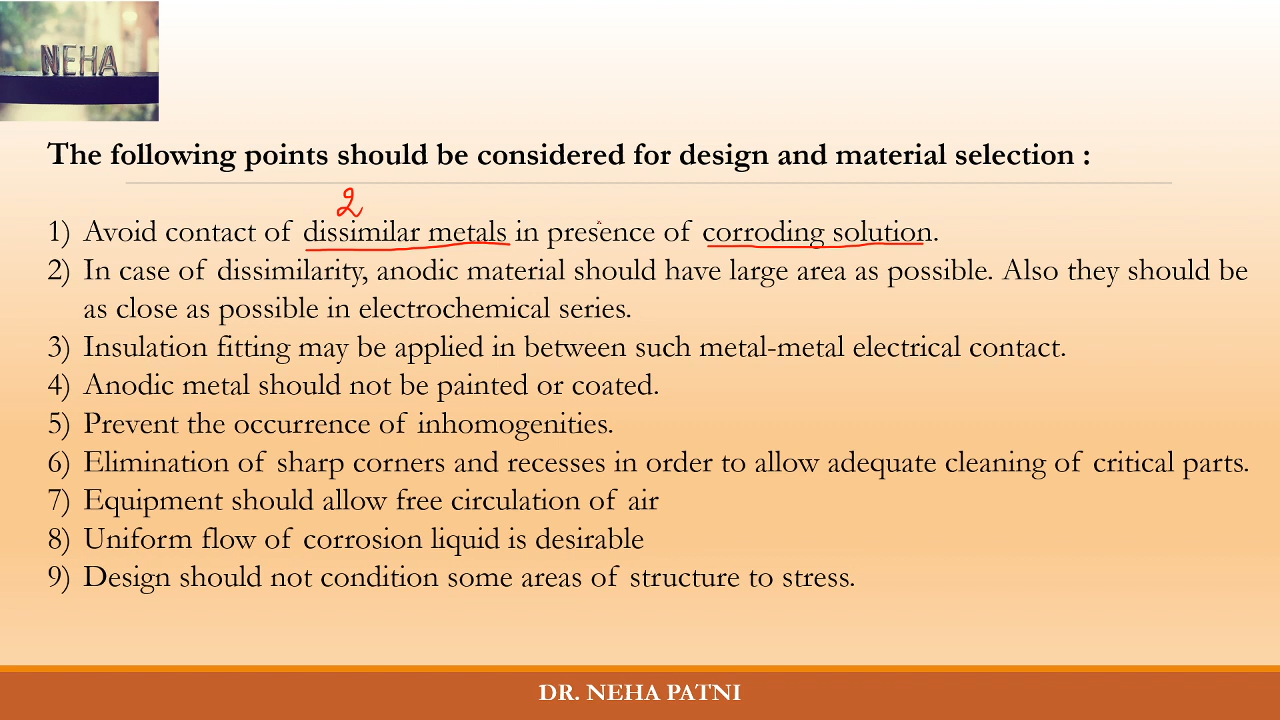 NEHA
The following points should be considered for design and material selection :
2
1) Avoid contact of dissimilar metals in presence of corroding solution.
2) In case of dissimilarity, anodic material should have large area as possible. Also they should be
as close as possible in electrochemical series.
3) Insulation fitting may be applied in between such metal-metal electrical contact.
4) Anodic metal should not be painted or coated.
5) Prevent the occurrence of inhomogenities.
6) Elimination of sharp corners and recesses in order to allow adequate cleaning of critical parts.
7) Equipment should allow free circulation of air
8) Uniform flow of corrosion liquid is desirable
9) Design should not condition some areas of structure to stress.
DR. NEHA PATNI